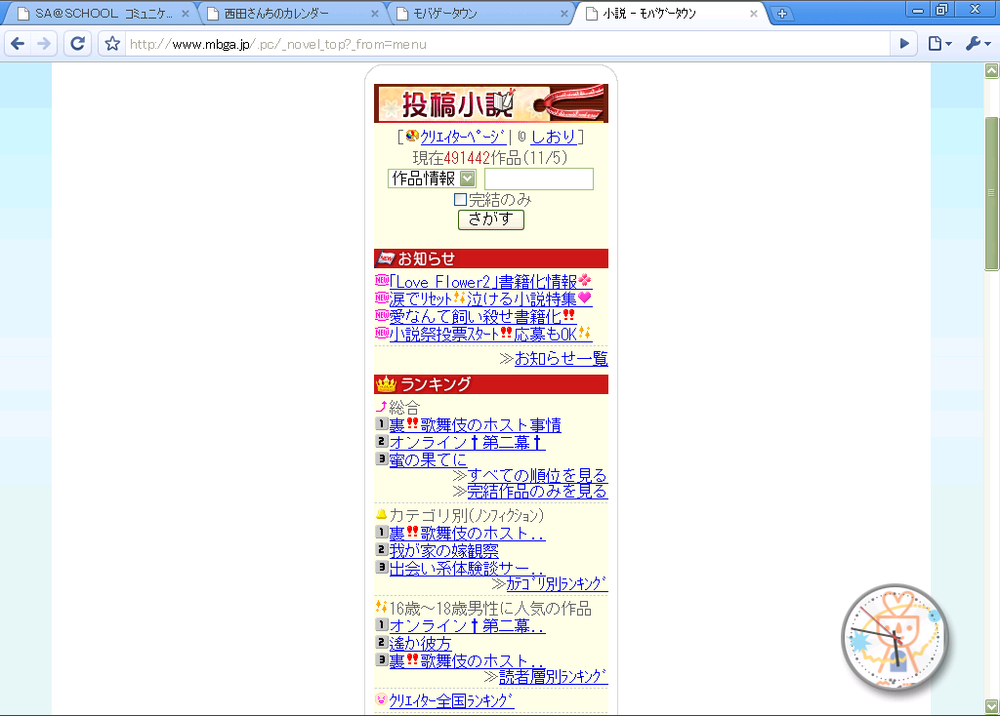 SA@SCHOOL コミュニケ...
西田さんちのカレンダー
モバゲータウン
小説 - ﾓﾊﾞｹﾞｰﾀｳﾝ
http://www.mbga.jp/.pc/_novel_top?_from=menu
投稿小説
[ｸﾘｴｲﾀｰﾍﾟｰｼﾞ| しおり]
現在491442作品(11/5)
作品情報
完結のみ
さがす
NEW お知らせ
NEW「Love Flower2」書籍化情報
NEW涙でﾘｾｯﾄ✨泣ける小説特集
NEW愛なんて飼い殺せ書籍化‼
NEW小説祭投票ｽﾀｰﾄ‼応募もOK✨
≫お知らせ一覧
ランキング
総合
1裏‼歌舞伎のホスト事情
2オンライン†第二幕†
3蜜の果てに
≫すべての順位を見る
≫完結作品のみを見る
カテゴリ別(ﾉﾝﾌｨｸｼｮﾝ)
1裏‼歌舞伎のホスト..
2我が家の嫁観察
3出会い系体験談サー..
≫ｶﾃｺﾞﾘ別ﾗﾝｷﾝｸﾞ
16歳～18歳男性に人気の作品
1オンライン†第二幕..
2遙か彼方
3裏‼歌舞伎のホスト..
≫読者層別ﾗﾝｷﾝｸﾞ
ｸﾘｴｲﾀｰ全国ﾗﾝｷﾝｸﾞ